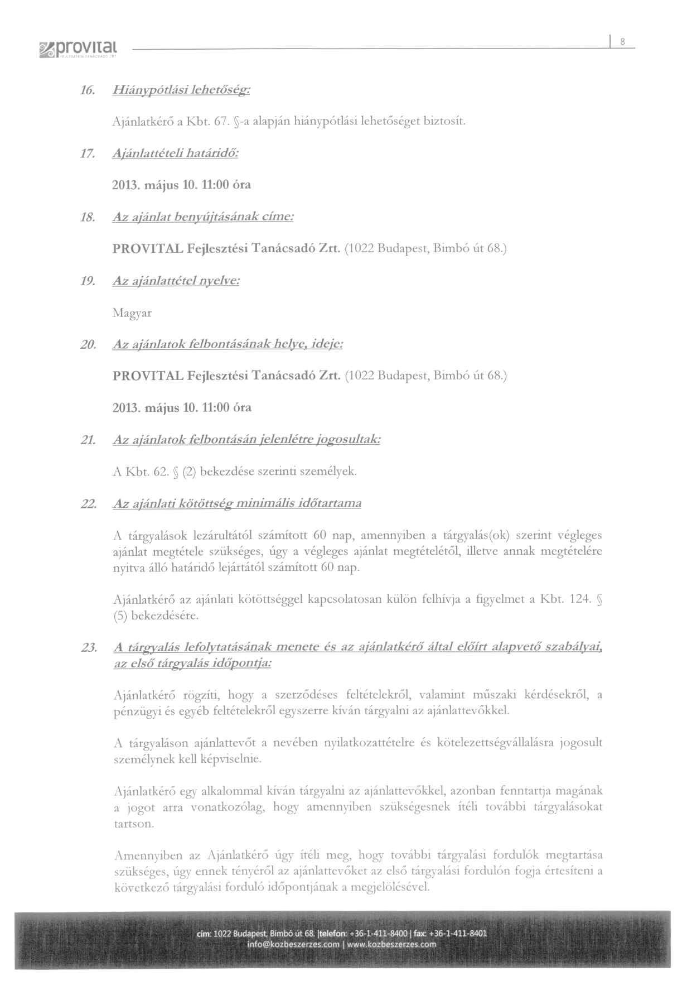 provital
FEJLESZTÉSI TANÁCSADÓ ZRT
8
16. Hiánypótlási lehetőség:
Ajánlatkérő a Kbt. 67. §-a alapján hiánypótlási lehetőséget biztosít.
17. Ajánlattételi határidő:
2013. május 10. 11:00 óra
18. Az ajánlat benyújtásának címe:
PROVITAL Fejlesztési Tanácsadó Zrt. (1022 Budapest, Bimbó út 68.)
19. Az ajánlattétel nyelve:
Magyar
20. Az ajánlatok felbontásának helye, ideje:
PROVITAL Fejlesztési Tanácsadó Zrt. (1022 Budapest, Bimbó út 68.)
2013. május 10. 11:00 óra
21. Az ajánlatok felbontásán jelenlétre jogosultak:
A Kbt. 62. § (2) bekezdése szerinti személyek.
22. Az ajánlati kötöttség minimális időtartama
A tárgyalások lezárultától számított 60 nap, amennyiben a tárgyalás(ok) szerint végleges
ajánlat megtétele szükséges, úgy a végleges ajánlat megtételétől, illetve annak megtételére
nyitva álló határidő lejártától számított 60 nap.
Ajánlatkérő az ajánlati kötöttséggel kapcsolatosan külön felhívja a figyelmet a Kbt. 124. §
(5) bekezdésére.
23. A tárgyalás lefolytatásának menete és az ajánlatkérő által előírt alapvető szabályai,
az első tárgyalás időpontja:
Ajánlatkérő rögzíti, hogy a szerződéses feltételekről, valamint műszaki kérdésekről, a
pénzügyi és egyéb feltételekről egyszerre kíván tárgyalni az ajánlattevőkkel.
A tárgyaláson ajánlattevőt a nevében nyilatkozattételre és kötelezettségvállalásra jogosult
személynek kell képviselnie.
Ajánlatkérő egy alkalommal kíván tárgyalni az ajánlattevőkkel, azonban fenntartja magának
a jogot arra vonatkozólag, hogy amennyiben szükségesnek ítéli további tárgyalásokat
tartson.
Amennyiben az Ajánlatkérő úgy ítéli meg, hogy további tárgyalási fordulók megtartása
szükséges, úgy ennek tényéről az ajánlattevőket az első tárgyalási fordulón fogja értesíteni a
következő tárgyalási forduló időpontjának a megjelölésével.
cím: 1022 Budapest, Bimbó út 68. |telefon: +36-1-411-8400 | fax: +36-1-411-8401
info@kozbeszerzes.com | www.kozbeszerzes.com